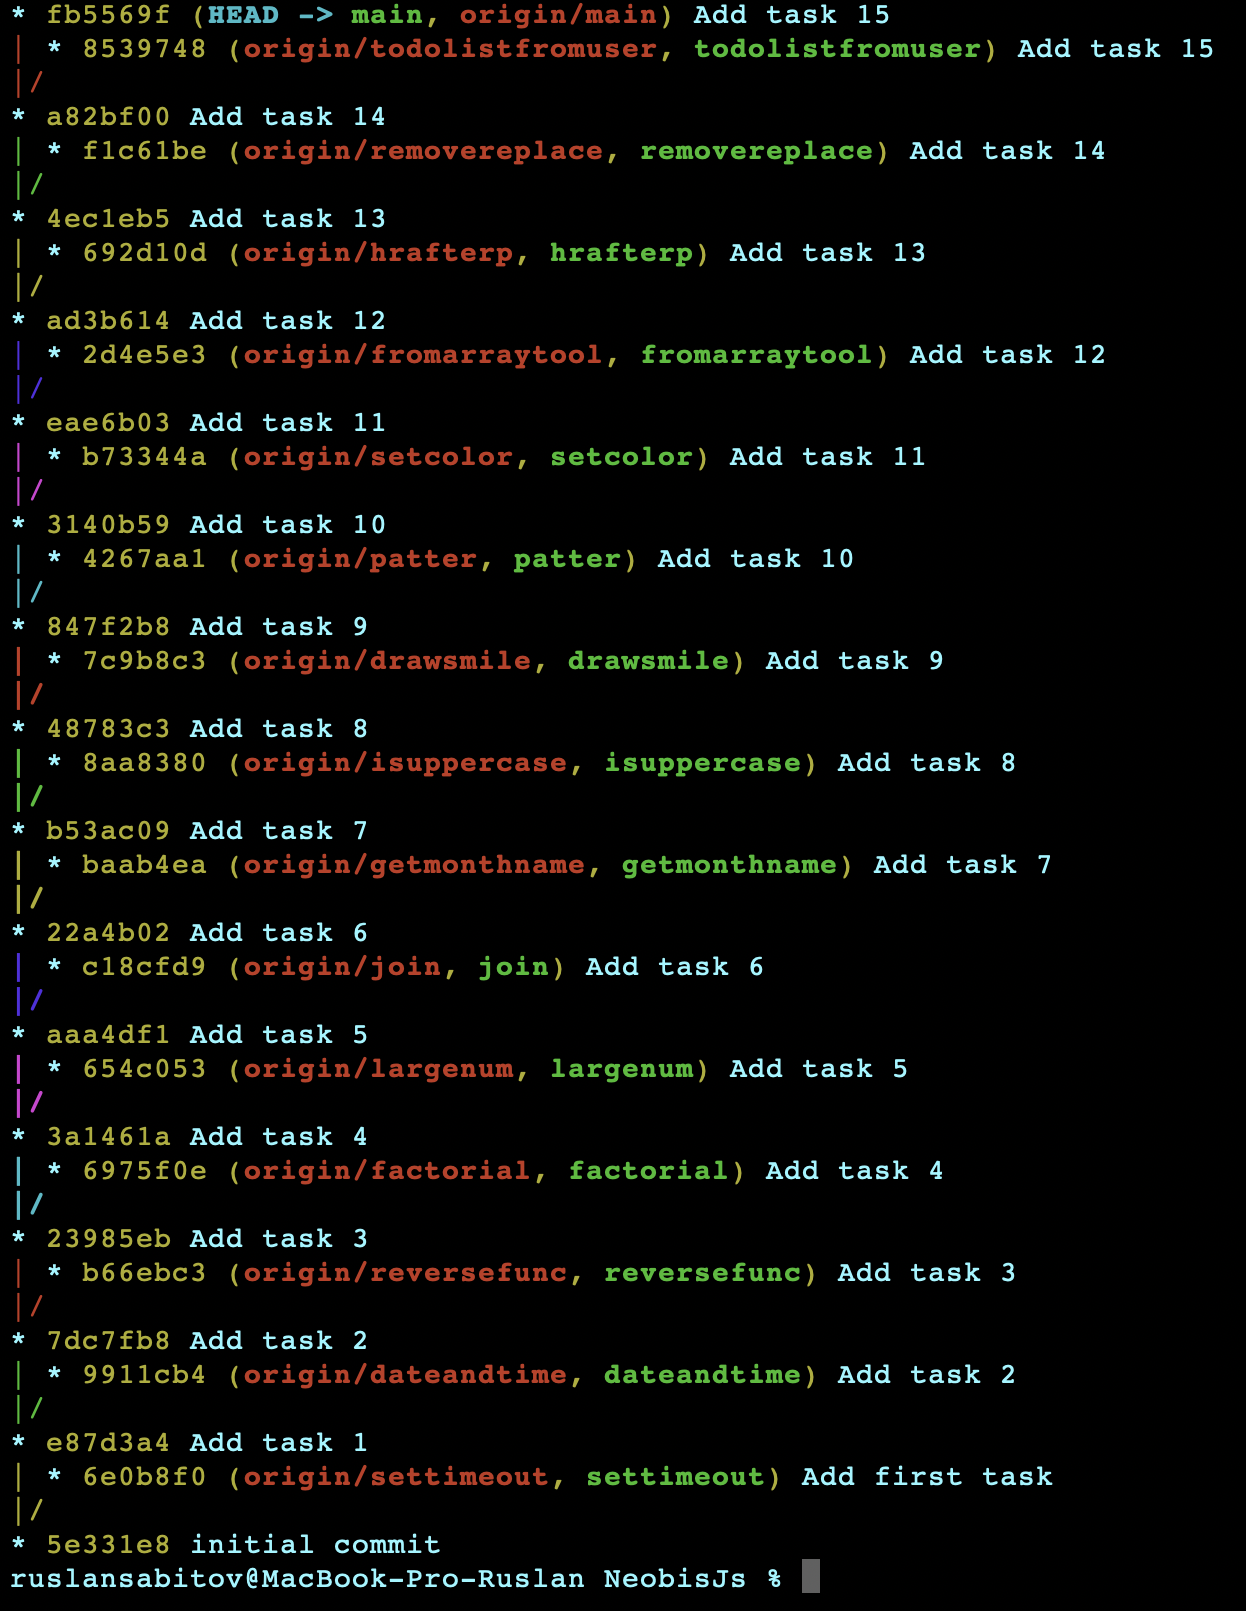 * fb5569f (HEAD -> main, origin/main) Add task 15
| * 8539748 (origin/todolistfromuser, todolistfromuser) Add task 15
|/
* a82bf00 Add task 14
| * f1c61be (origin/removereplace, removereplace) Add task 14
|/
* 4ec1eb5 Add task 13
| * 692d10d (origin/hrafterp, hrafterp) Add task 13
|/
* ad3b614 Add task 12
| * 2d4e5e3 (origin/fromarraytool, fromarraytool) Add task 12
|/
* eae6b03 Add task 11
| * b73344a (origin/setcolor, setcolor) Add task 11
|/
* 3140b59 Add task 10
| * 4267aa1 (origin/patter, patter) Add task 10
|/
* 847f2b8 Add task 9
| * 7c9b8c3 (origin/drawsmile, drawsmile) Add task 9
|/
* 48783c3 Add task 8
| * 8aa8380 (origin/isuppercase, isuppercase) Add task 8
|/
* b53ac09 Add task 7
| * baab4ea (origin/getmonthname, getmonthname) Add task 7
|/
* 22a4b02 Add task 6
| * c18cfd9 (origin/join, join) Add task 6
|/
* aaa4df1 Add task 5
| * 654c053 (origin/largenum, largenum) Add task 5
|/
* 3a1461a Add task 4
| * 6975f0e (origin/factorial, factorial) Add task 4
|/
* 23985eb Add task 3
| * b66ebc3 (origin/reversefunc, reversefunc) Add task 3
|/
* 7dc7fb8 Add task 2
| * 9911cb4 (origin/dateandtime, dateandtime) Add task 2
|/
* e87d3a4 Add task 1
| * 6e0b8f0 (origin/settimeout, settimeout) Add first task
|/
* 5e331e8 initial commit
ruslansabitov@MacBook-Pro-Ruslan NeobisJs %